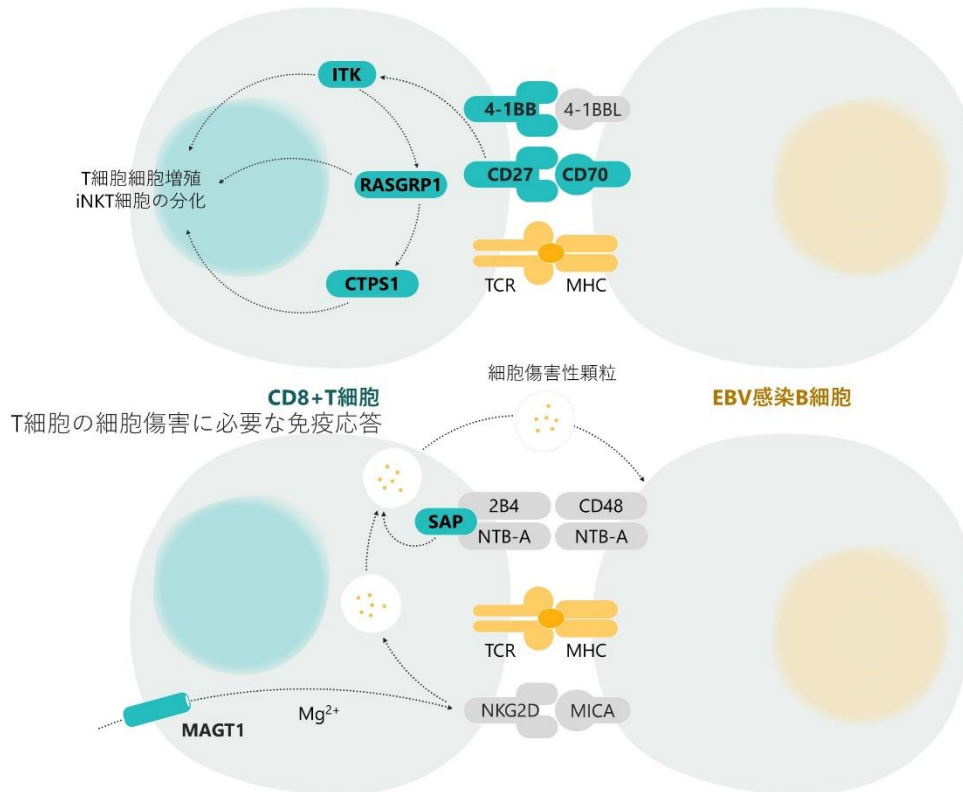 ITK
4-1BB
4-1BBL
T細胞細胞増殖
iNKT細胞の分化
RASGRP1
CD27
CD70
CTPS1
TCR
MHC
細胞傷害性顆粒
CD8+T細胞
EBV感染B細胞
T細胞の細胞傷害に必要な免疫応答
2B4
CD48
SAP
NTB-A
NTB-A
TCR
MHC
NKG2D
MICA
Mg²⁺
MAGT1